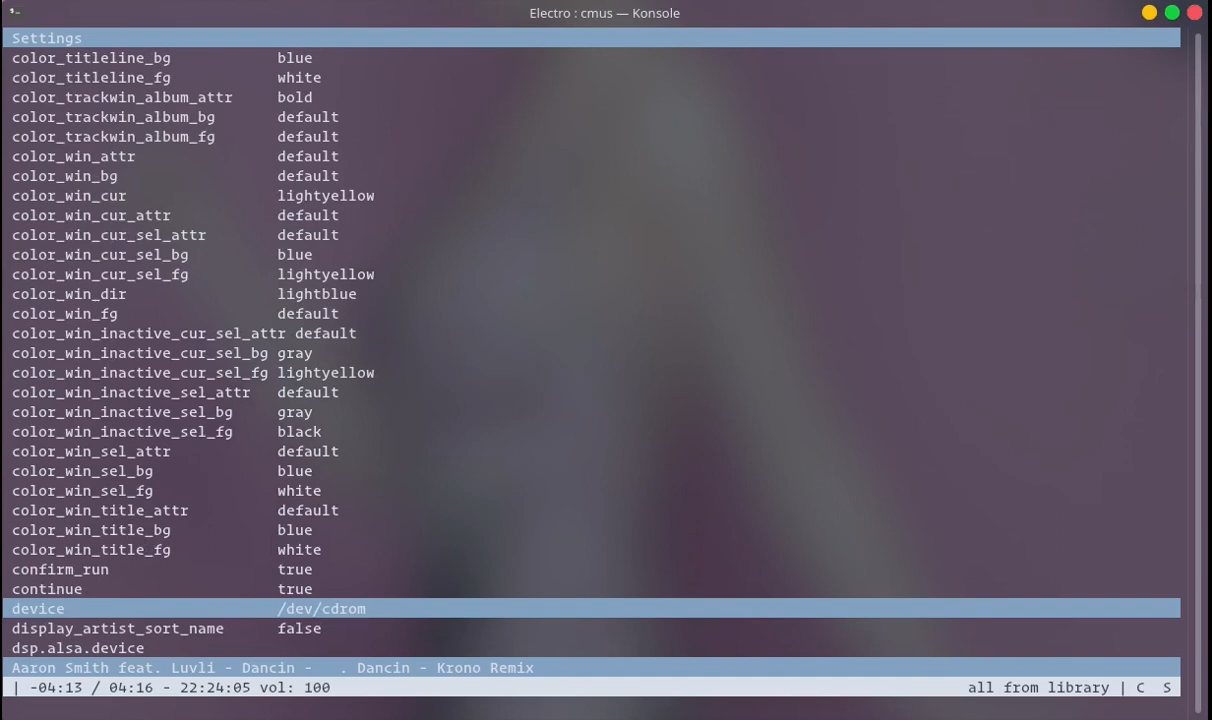 Electro : cmus — Konsole
Settings
color_titleline_bg blue
color_titleline_fg white
color_trackwin_album_attr bold
color_trackwin_album_bg default
color_trackwin_album_fg default
color_win_attr default
color_win_bg default
color_win_cur lightyellow
color_win_cur_attr default
color_win_cur_sel_attr default
color_win_cur_sel_bg blue
color_win_cur_sel_fg lightyellow
color_win_dir lightblue
color_win_fg default
color_win_inactive_cur_sel_attr default
color_win_inactive_cur_sel_bg gray
color_win_inactive_cur_sel_fg lightyellow
color_win_inactive_sel_attr default
color_win_inactive_sel_bg gray
color_win_inactive_sel_fg black
color_win_sel_attr default
color_win_sel_bg blue
color_win_sel_fg white
color_win_title_attr default
color_win_title_bg blue
color_win_title_fg white
confirm_run true
continue true
device /dev/cdrom
display_artist_sort_name false
dsp.alsa.device
Aaron Smith feat. Luvli - Dancin -   . Dancin - Krono Remix
| -04:13 / 04:16 - 22:24:05 vol: 100 all from library | C  S